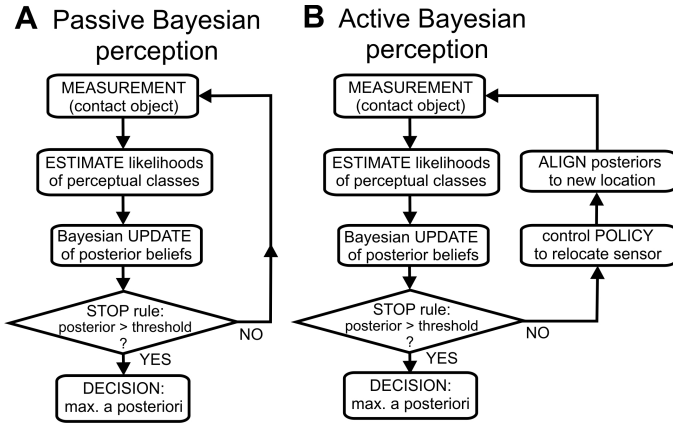 A Passive Bayesian
perception
MEASUREMENT
(contact object)
ESTIMATE likelihoods
of perceptual classes
Bayesian UPDATE
of posterior beliefs
STOP rule:
posterior > threshold
?
NO
YES
DECISION:
max. a posteriori
B Active Bayesian
perception
MEASUREMENT
(contact object)
ESTIMATE likelihoods
of perceptual classes
Bayesian UPDATE
of posterior beliefs
STOP rule:
posterior > threshold
?
NO
YES
DECISION:
max. a posteriori
control POLICY
to relocate sensor
ALIGN posteriors
to new location